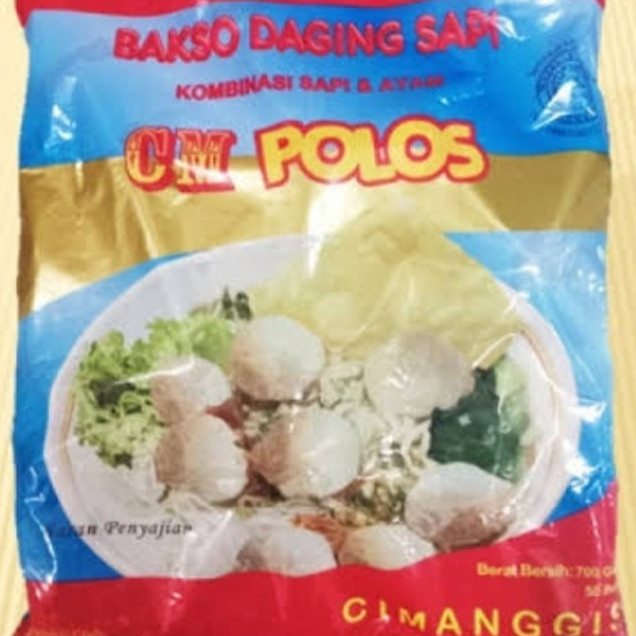 BAKSO DAGING SAPI
KOMBINASI SAPI & AYAM
CM POLOS
Saran Penyajian
Berat Bersih: 700
CIMANGGIS